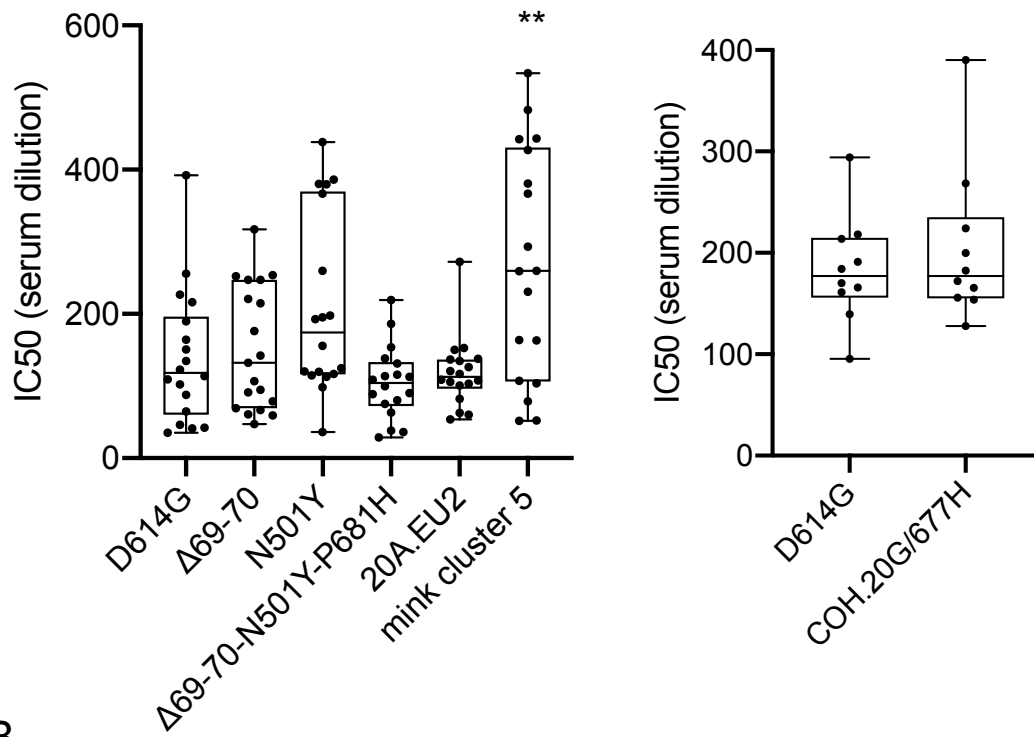 **
600
400
200
0
IC50 (serum dilution)
D614G
Δ69-70
N501Y
Δ69-70-N501Y-P681H
20A.EU2
mink cluster 5
400
300
200
100
0
IC50 (serum dilution)
D614G
COH.20G/677H